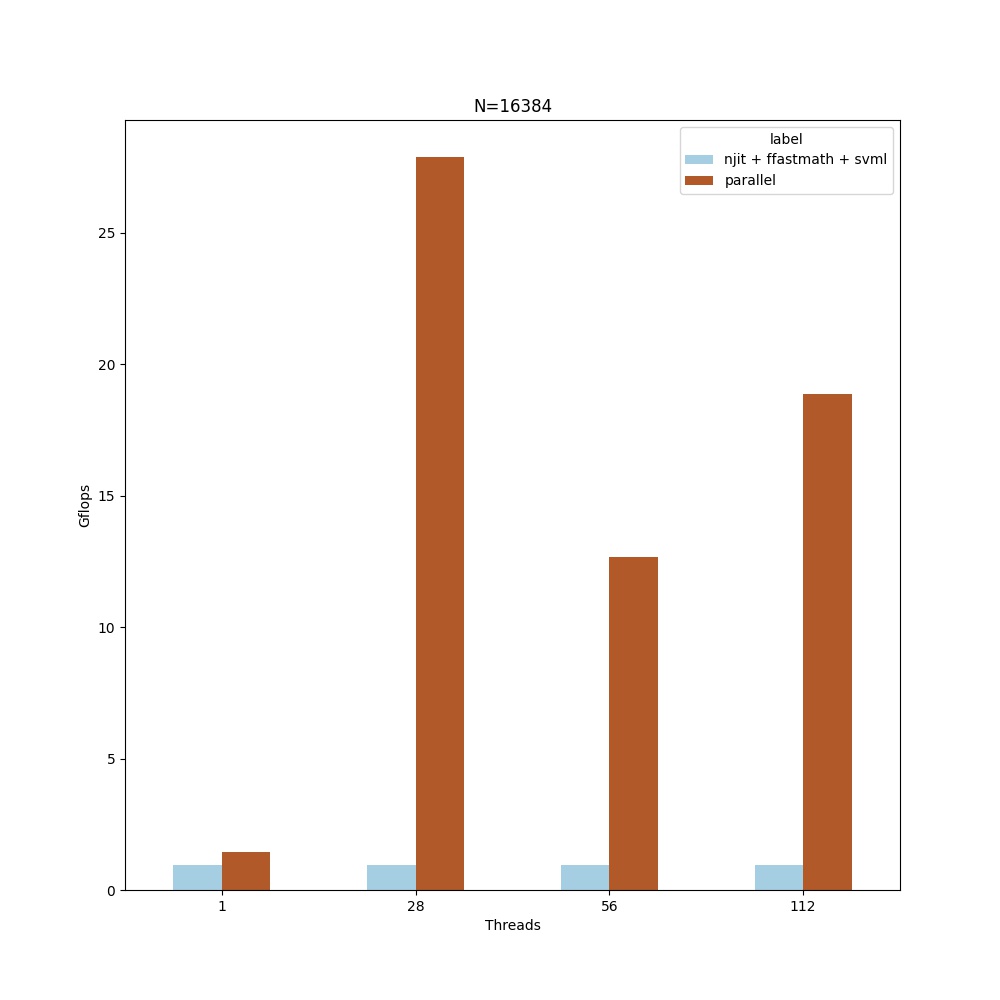 N=16384
label
njit + ffastmath + svml
parallel
Gflops
25
20
15
10
5
0
1 28 56 112
Threads